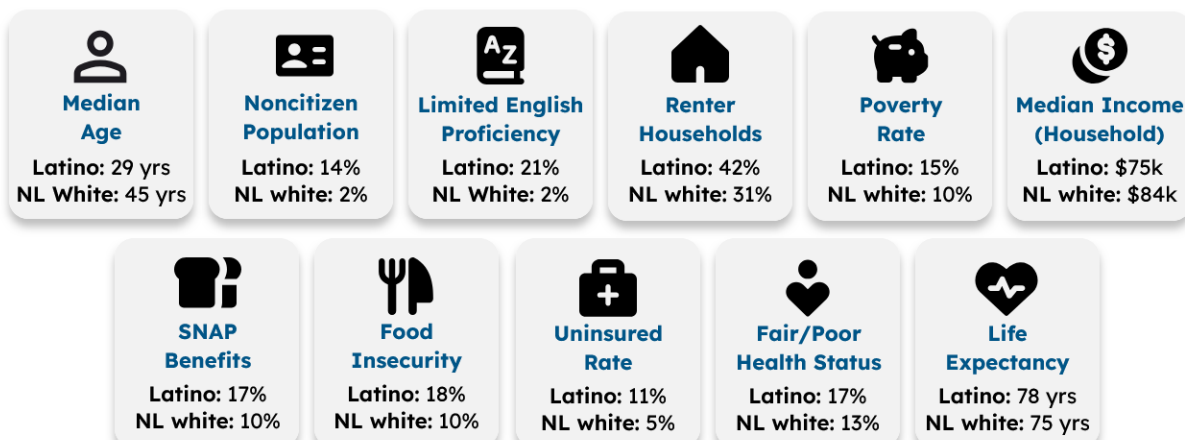 AZ
Median
Age
Latino: 29 yrs
NL White: 45 yrs
Noncitizen
Population
Latino: 14%
NL white: 2%
Limited English
Proficiency
Latino: 21%
NL White: 2%
Renter
Households
Latino: 42%
NL white: 31%
Poverty
Rate
Latino: 15%
NL white: 10%
$
Median Income
(Household)
Latino: $75k
NL white: $84k
SNAP
Benefits
Latino: 17%
NL white: 10%
Food
Insecurity
Latino: 18%
NL white: 10%
Uninsured
Rate
Latino: 11%
NL white: 5%
Fair/Poor
Health Status
Latino: 17%
NL white: 13%
Life
Expectancy
Latino: 78 yrs
NL white: 75 yrs